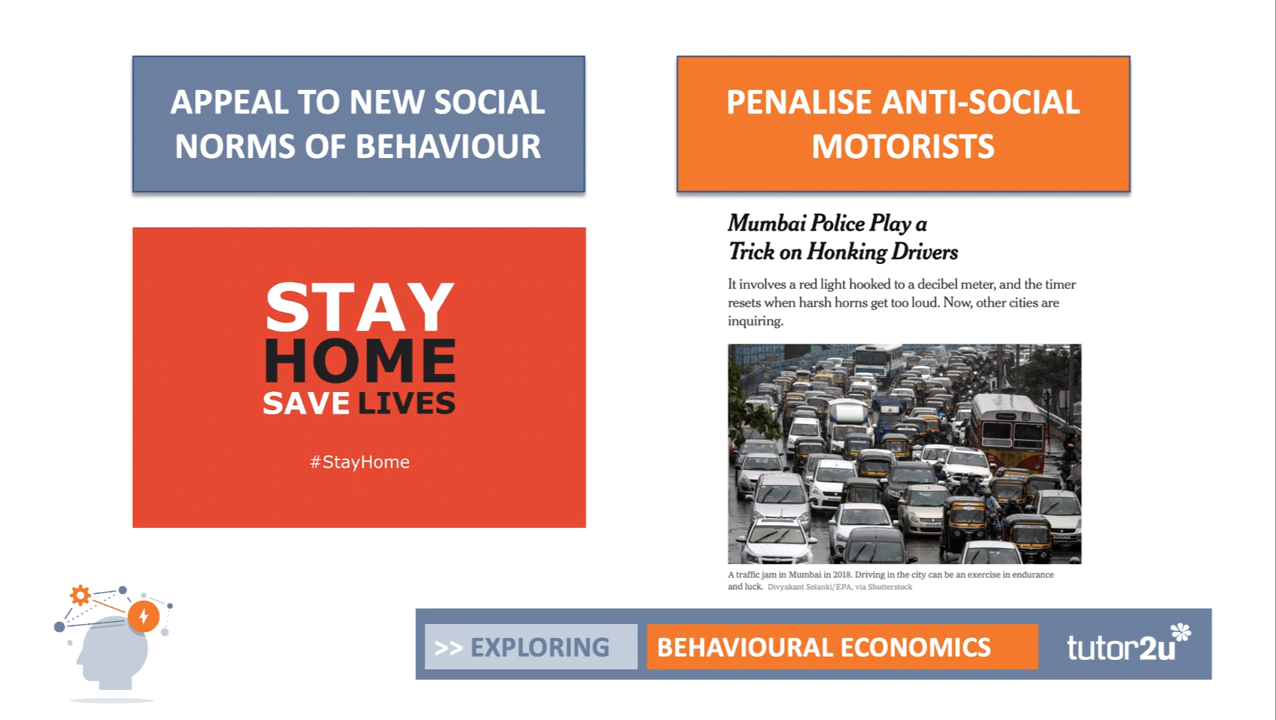 APPEAL TO NEW SOCIAL
NORMS OF BEHAVIOUR
STAY
HOME
SAVE LIVES
#StayHome
PENALISE ANTI-SOCIAL
MOTORISTS
Mumbai Police Play a
Trick on Honking Drivers
It involves a red light hooked to a decibel meter, and the timer
resets when harsh horns get too loud. Now, other cities are
inquiring.
A traffic jam in Mumbai in 2018. Driving in the city can be an exercise in endurance
and luck. Divyakant Solanki/EPA, via Shutterstock
>> EXPLORING
BEHAVIOURAL ECONOMICS
tutor2u